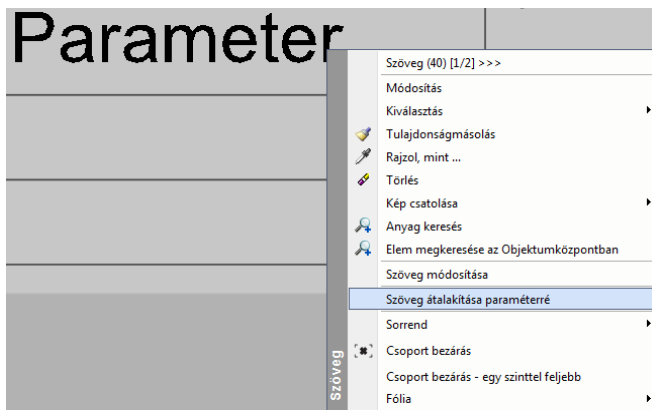 Parameter
Szöveg (40) [1/2] >>>
Módosítás
Kiválasztás
Tulajdonságmásolás
Rajzol, mint ...
Törlés
Kép csatolása
Anyag keresés
Elem megkeresése az Objektumközpontban
Szöveg módosítása
Szöveg átalakítása paraméterré
Sorrend
Csoport bezárás
Csoport bezárás - egy szinttel feljebb
Fólia
Szöveg